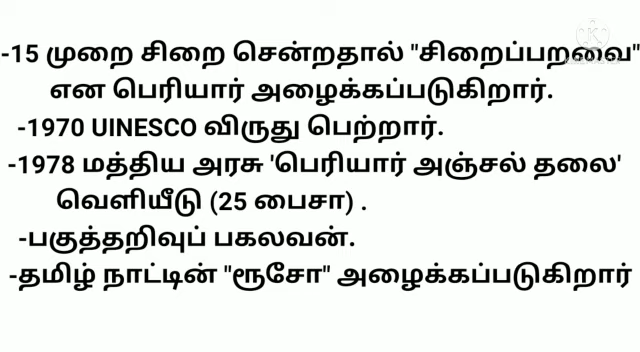 -15 முறை சிறை சென்றதால் "சிறைப்பறவை"
என பெரியார் அழைக்கப்படுகிறார்.
-1970 UINESCO விருது பெற்றார்.
-1978 மத்திய அரசு 'பெரியார் அஞ்சல் தலை'
வெளியீடு (25 பைசா) .
-பகுத்தறிவுப் பகலவன்.
-தமிழ் நாட்டின் "ரூசோ" அழைக்கப்படுகிறார்